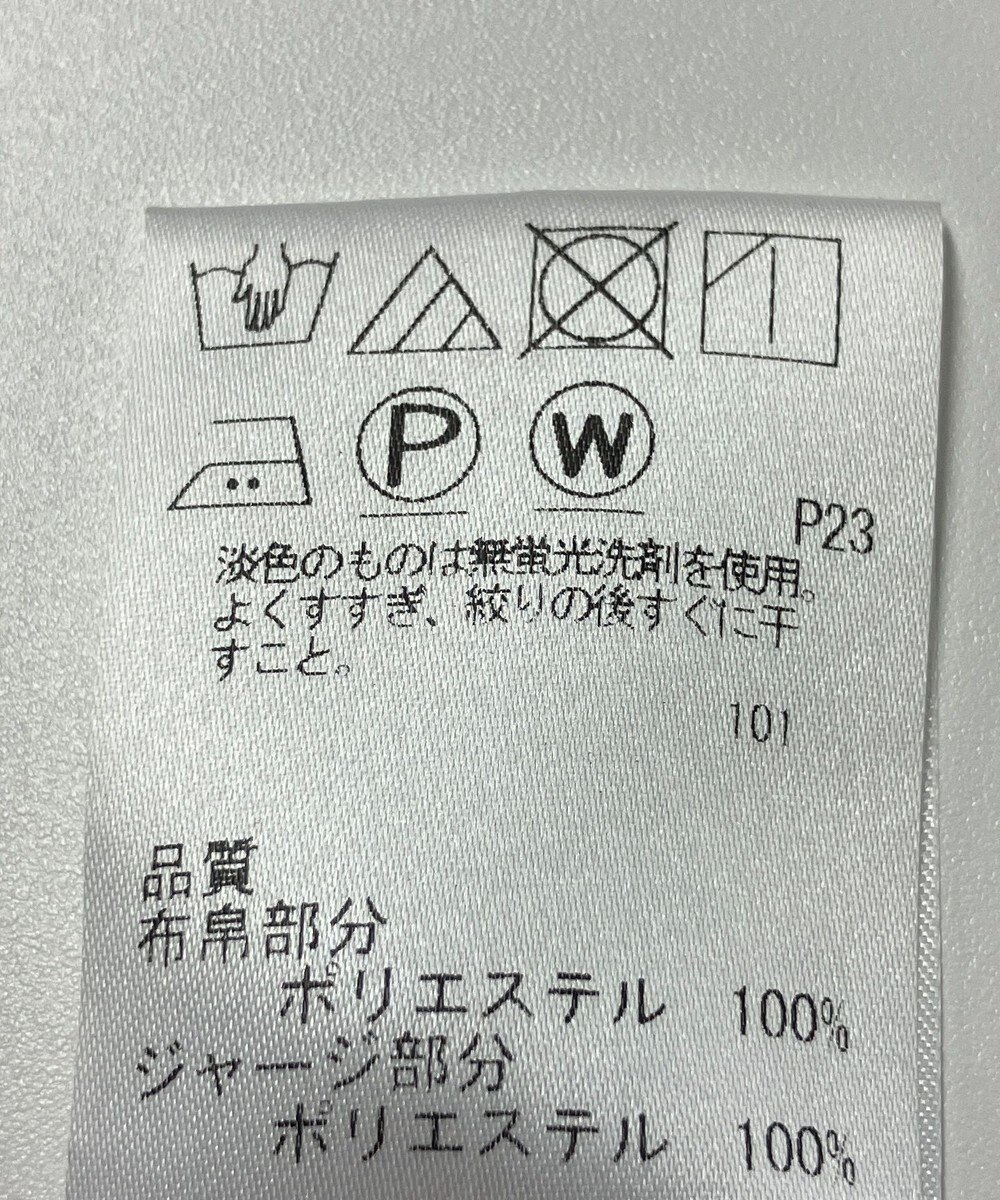 P W
P23
淡色のものは無蛍光洗剤を使用。
よくすすぎ、絞りの後すぐに干
すこと。
101
品質
布帛部分
ポリエステル 100%
ジャージ部分
ポリエステル 100%